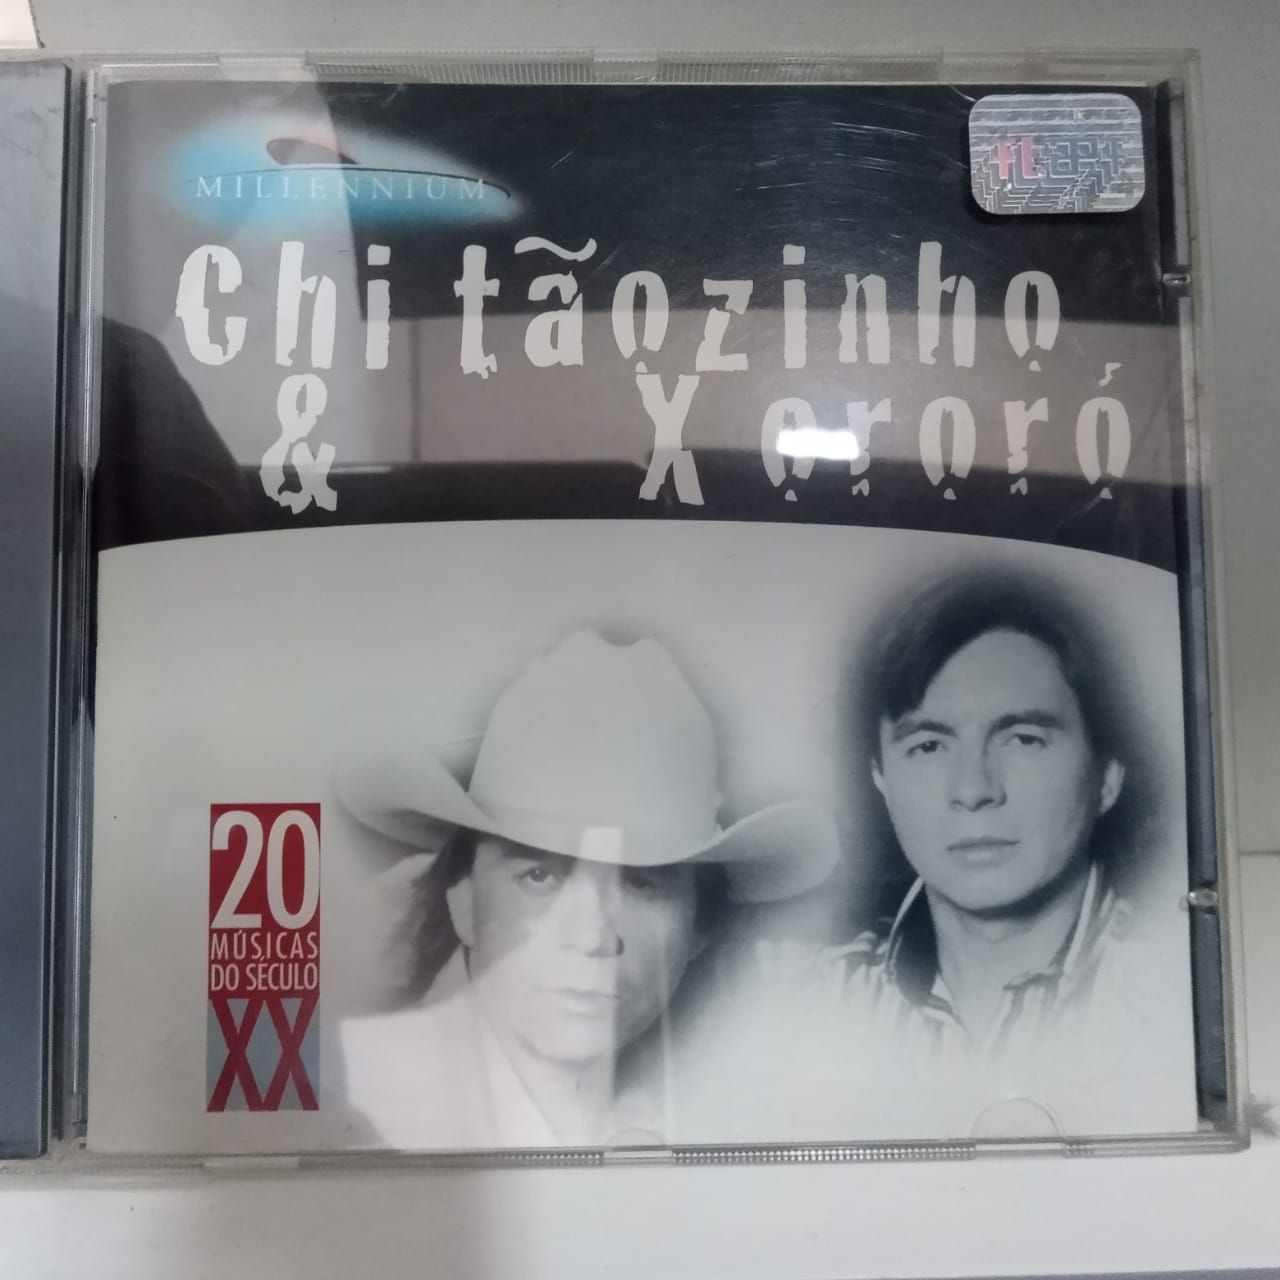 MILLENNIUM
Chitãozinho
& Xororó
20
MÚSICAS
DO SÉCULO
XX